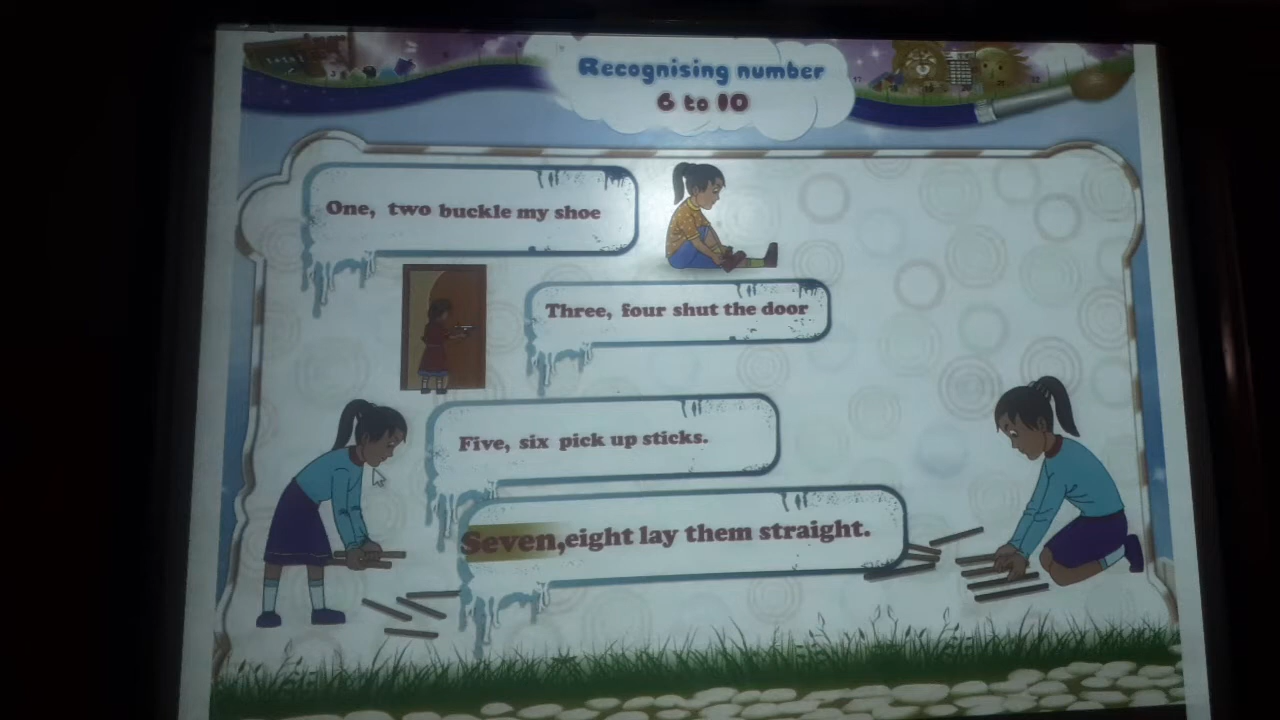 Recognising number
6 to 10
One, two buckle my shoe
Three, four shut the door
Five, six pick up sticks.
Seven,eight lay them straight.